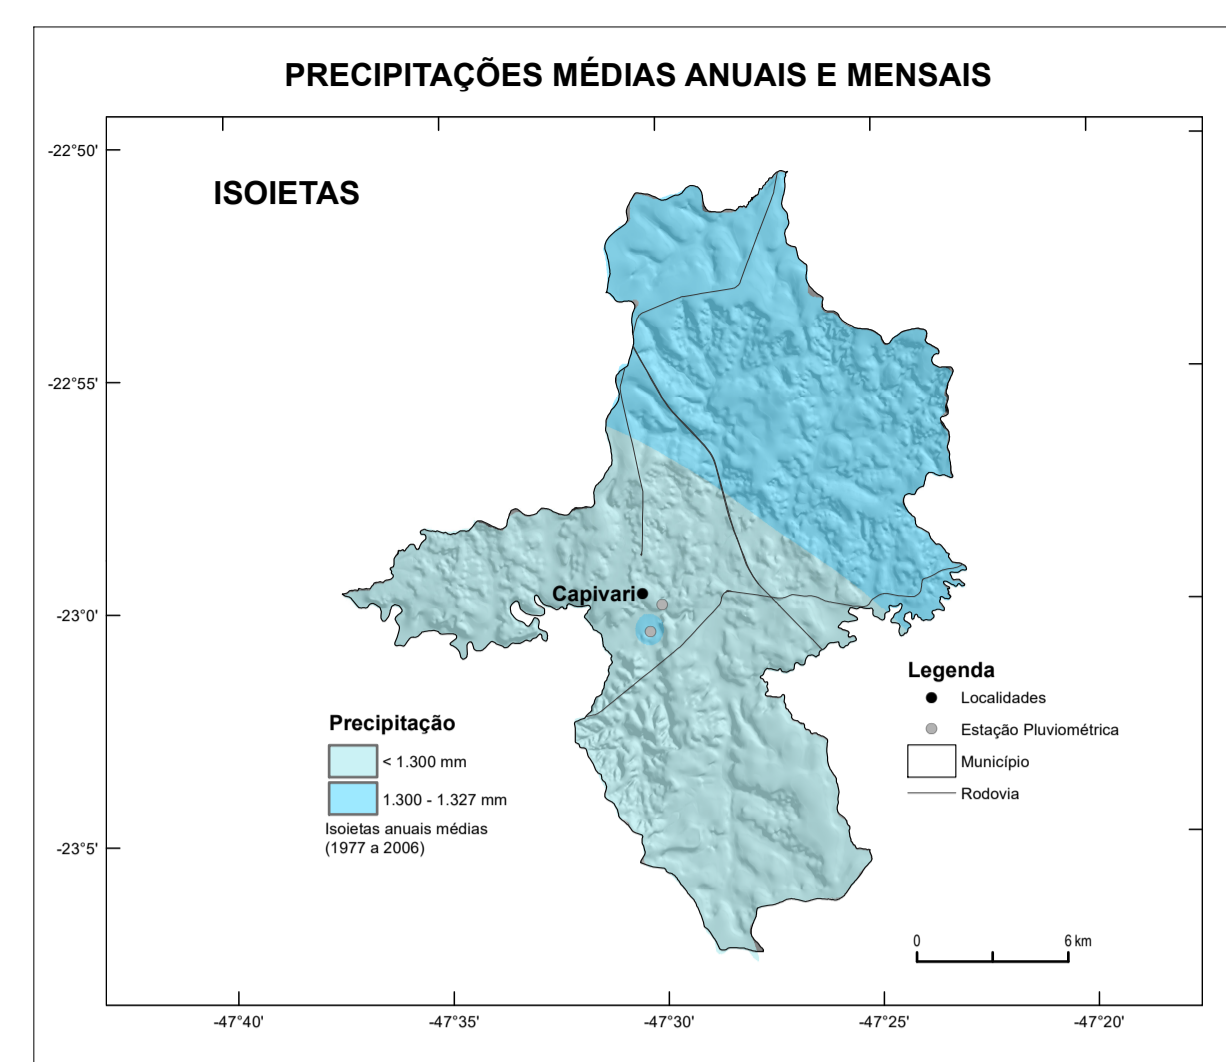 PRECIPITAÇÕES MÉDIAS ANUAIS E MENSAIS
ISOIETAS
-22°50'
-22°55'
-23°0'
-23°5'
Capivari
Precipitação
< 1.300 mm
1.300 - 1.327 mm
Isoietas anuais médias
(1977 a 2006)
Legenda
Localidades
Estação Pluviométrica
Município
Rodovia
0 6 km
-47°40' -47°35' -47°30' -47°25' -47°20'